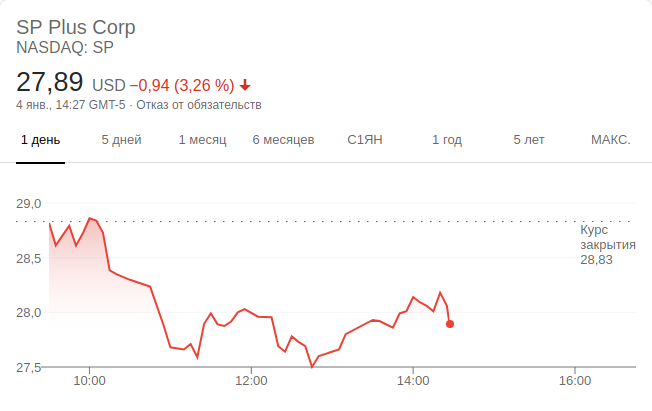 SP Plus Corp
NASDAQ: SP
27,89 USD −0,94 (3,26 %)
4 янв., 14:27 GMT-5 · Отказ от обязательств
1 день 5 дней 1 месяц 6 месяцев С1ЯН 1 год 5 лет МАКС.
29,0
Курс
закрытия
28,83
28,5
28,0
27,5
10:00 12:00 14:00 16:00